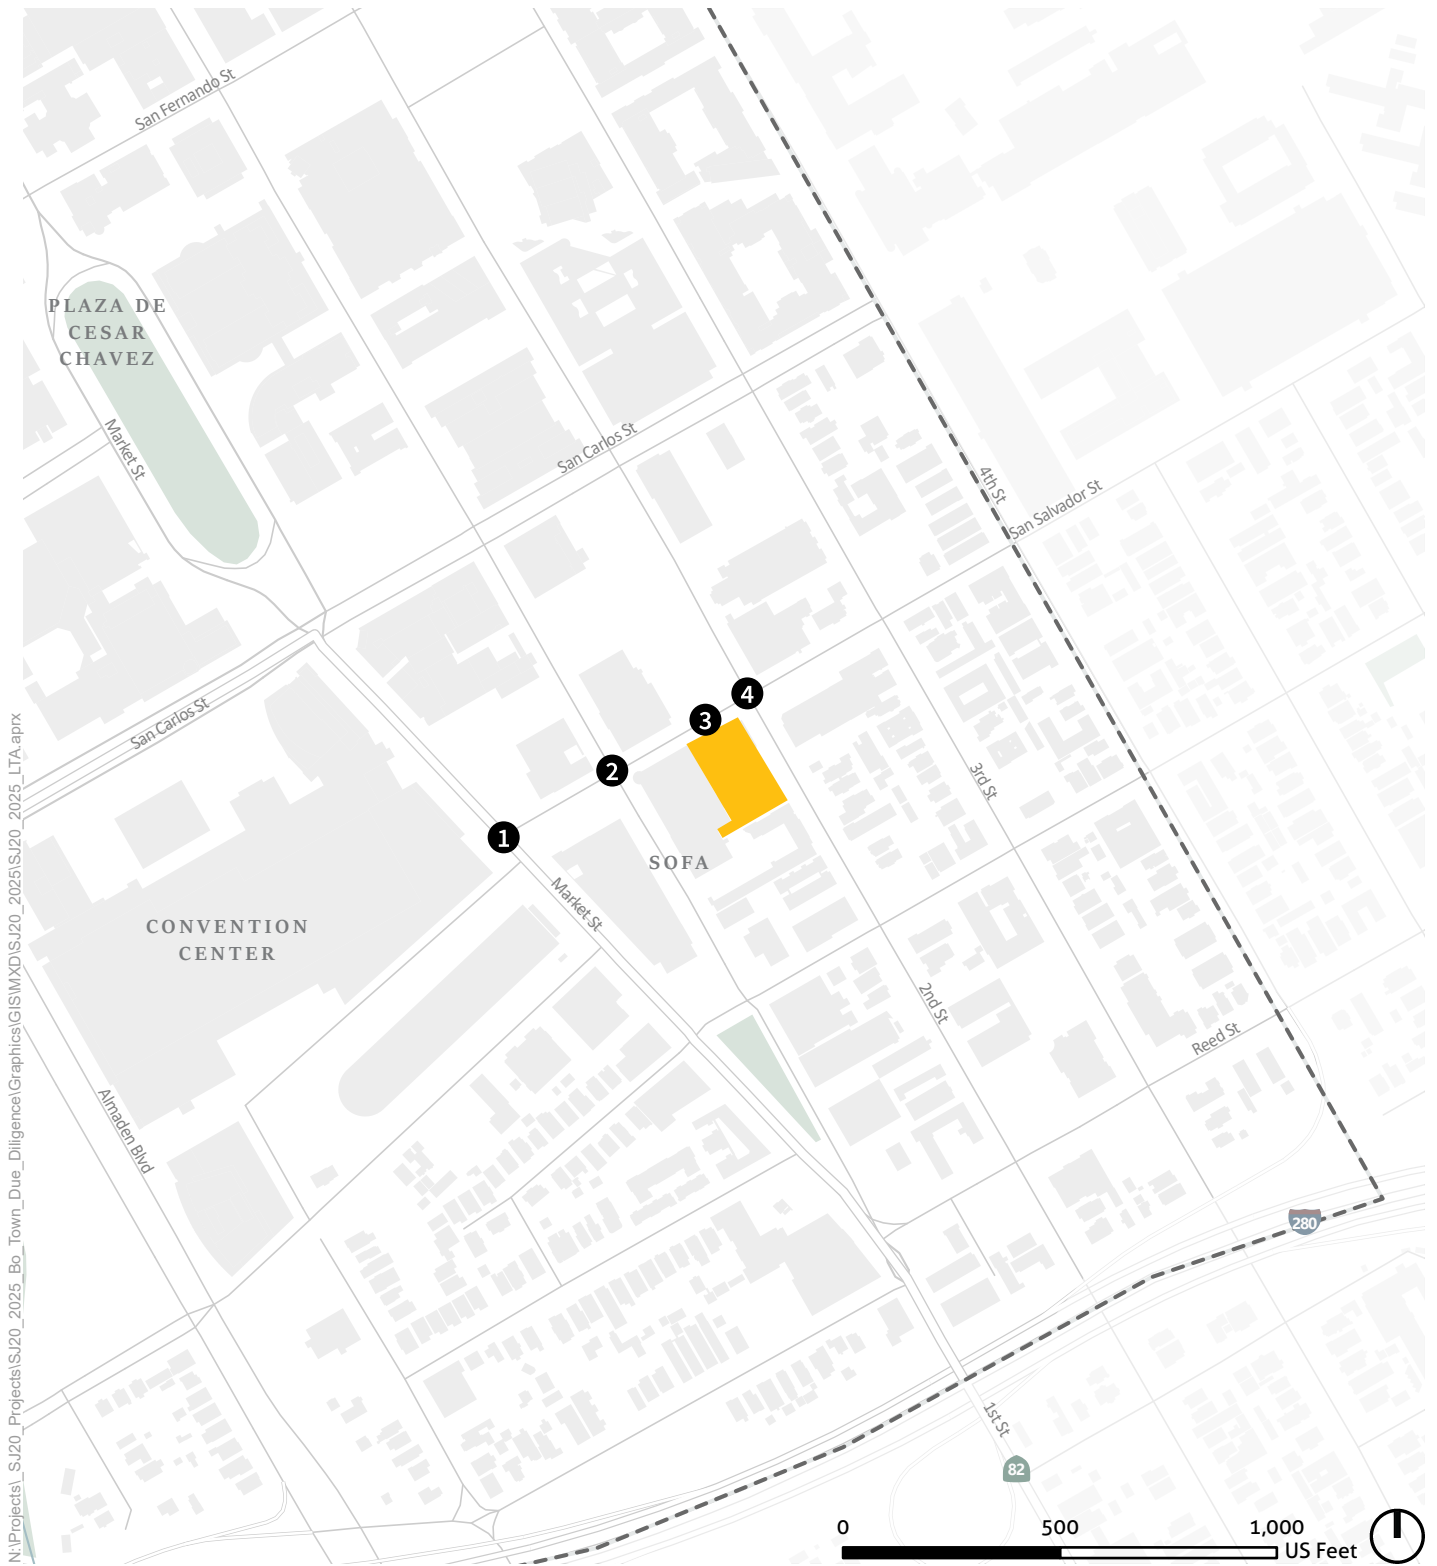 San Fernando St
PLAZA DE
CESAR
CHAVEZ
Market St
San Carlos St
4th St
San Salvador St
San Carlos St
4
3
2
1
3rd St
SOFA
Market St
CONVENTION
CENTER
2nd St
Reed St
Almaden Blvd
280
1st St
82
0 500 1,000
US Feet
N:\Projects\_SJ20_Projects\SJ20_2025_Bo_Town_Due_Diligence\Graphics\GIS\MXD\SJ20_2025\SJ20_2025_LTA.aprx